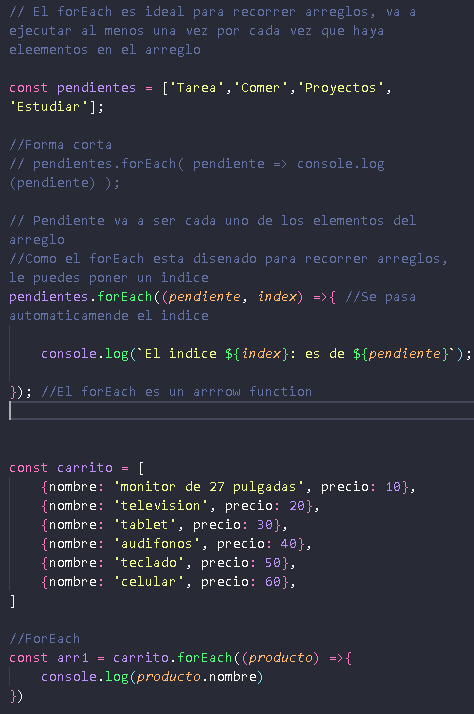 // El forEach es ideal para recorrer arreglos, va a
ejecutar al menos una vez por cada vez que haya
eleementos en el arreglo
const pendientes = ['Tarea','Comer','Proyectos',
'Estudiar'];
//Forma corta
// pendientes.forEach( pendiente => console.log
(pendiente) );
// Pendiente va a ser cada uno de los elementos del
arreglo
//Como el forEach esta disenado para recorrer arreglos,
le puedes poner un indice
pendientes.forEach((pendiente, index) =>{ //Se pasa
automaticamende el indice
console.log(`El indice ${index}: es de ${pendiente}`);
}); //El forEach es un arrrow function
const carrito = [
{nombre: 'monitor de 27 pulgadas', precio: 10},
{nombre: 'television', precio: 20},
{nombre: 'tablet', precio: 30},
{nombre: 'audifonos', precio: 40},
{nombre: 'teclado', precio: 50},
{nombre: 'celular', precio: 60},
]
//ForEach
const arr1 = carrito.forEach((producto) =>{
console.log(producto.nombre)
})